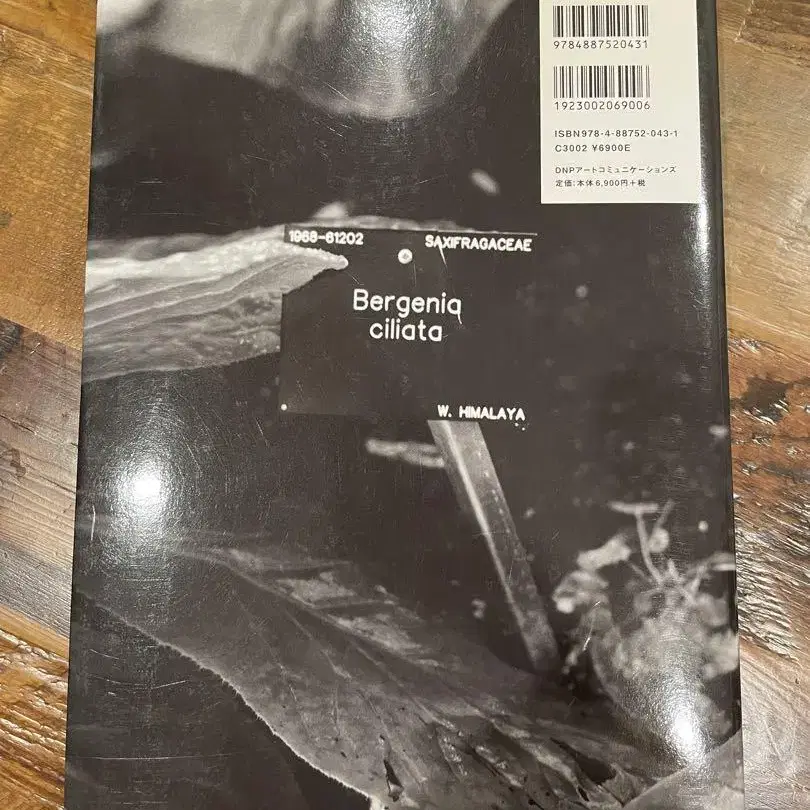 9784887520431
1923002069006
ISBN978-4-88752-043-1
C3002 ¥6900E
DNPアートコミュニケーションズ
定価:本体6,900円+税
1968-61202
SAXIFRAGACEAE
Bergenia
ciliata
W. HIMALAYA